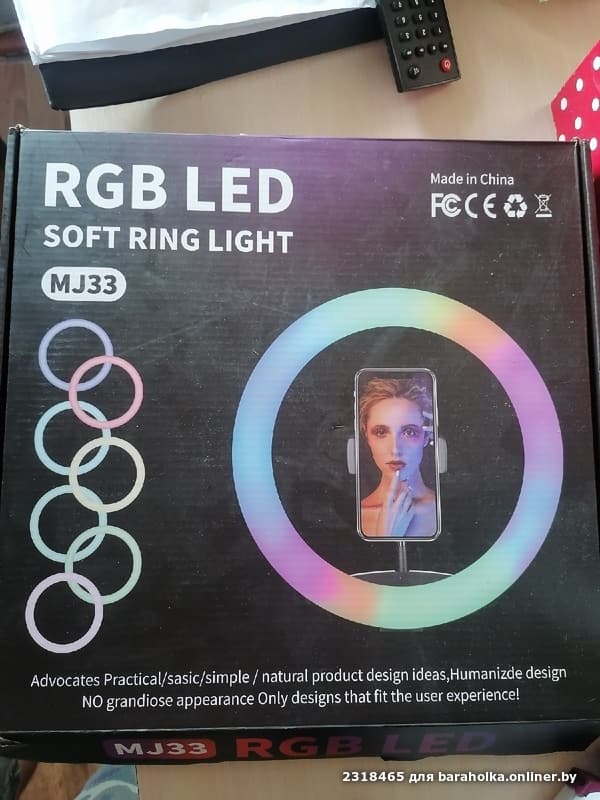 RGB LED
SOFT RING LIGHT
MJ33
Made in China
FC CE
Advocates Practical/sasic/simple / natural product design ideas,Humanizde design
NO grandiose appearance Only designs that fit the user experience!
MJ33 RGB LED
2318465 для baraholka.onliner.by